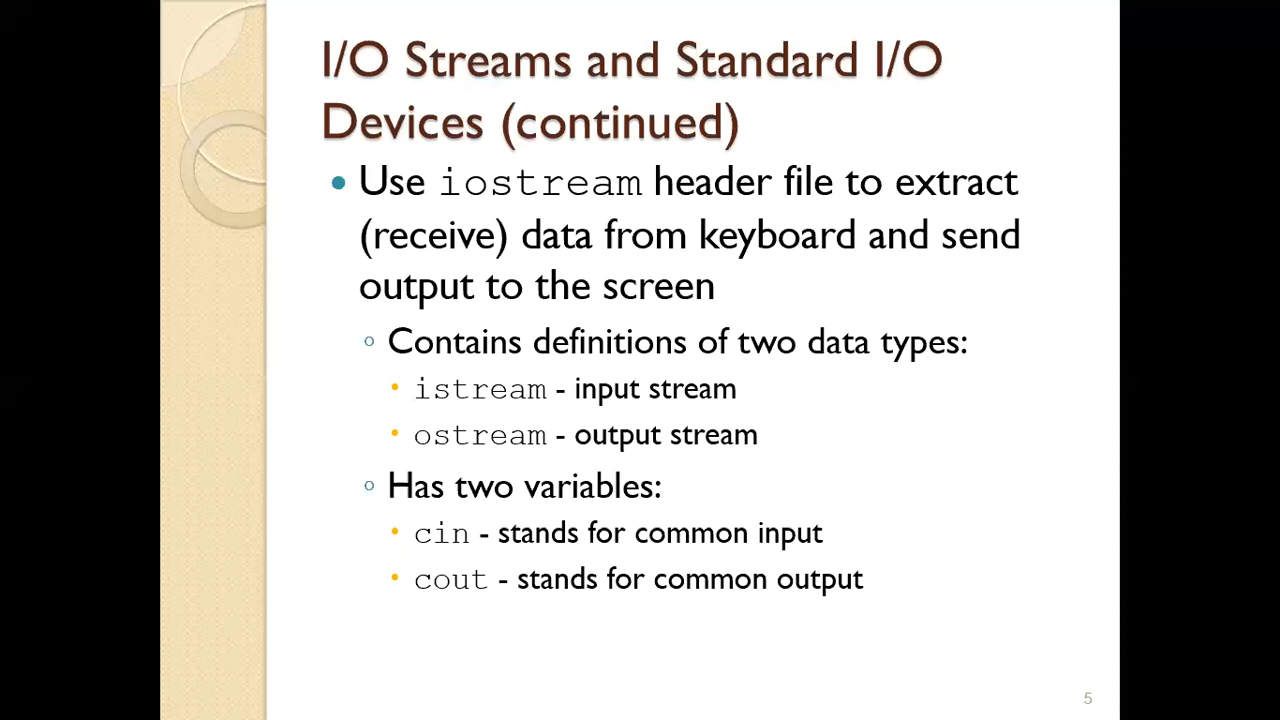 I/O Streams and Standard I/O
Devices (continued)
• Use iostream header file to extract
(receive) data from keyboard and send
output to the screen
◦ Contains definitions of two data types:
• istream - input stream
• ostream - output stream
◦ Has two variables:
• cin - stands for common input
• cout - stands for common output
5